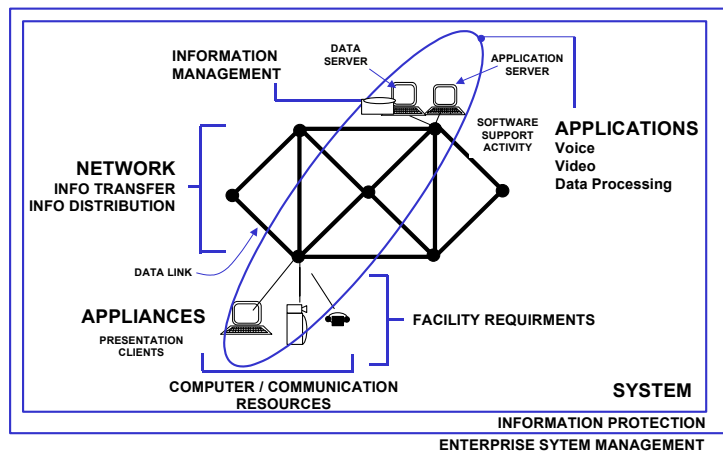 DATA
SERVER
APPLICATION
SERVER
INFORMATION
MANAGEMENT
SOFTWARE
SUPPORT
ACTIVITY
APPLICATIONS
Voice
Video
Data Processing
NETWORK
INFO TRANSFER
INFO DISTRIBUTION
DATA LINK
APPLIANCES
PRESENTATION
CLIENTS
FACILITY REQUIRMENTS
COMPUTER / COMMUNICATION
RESOURCES
SYSTEM
INFORMATION PROTECTION
ENTERPRISE SYTEM MANAGEMENT